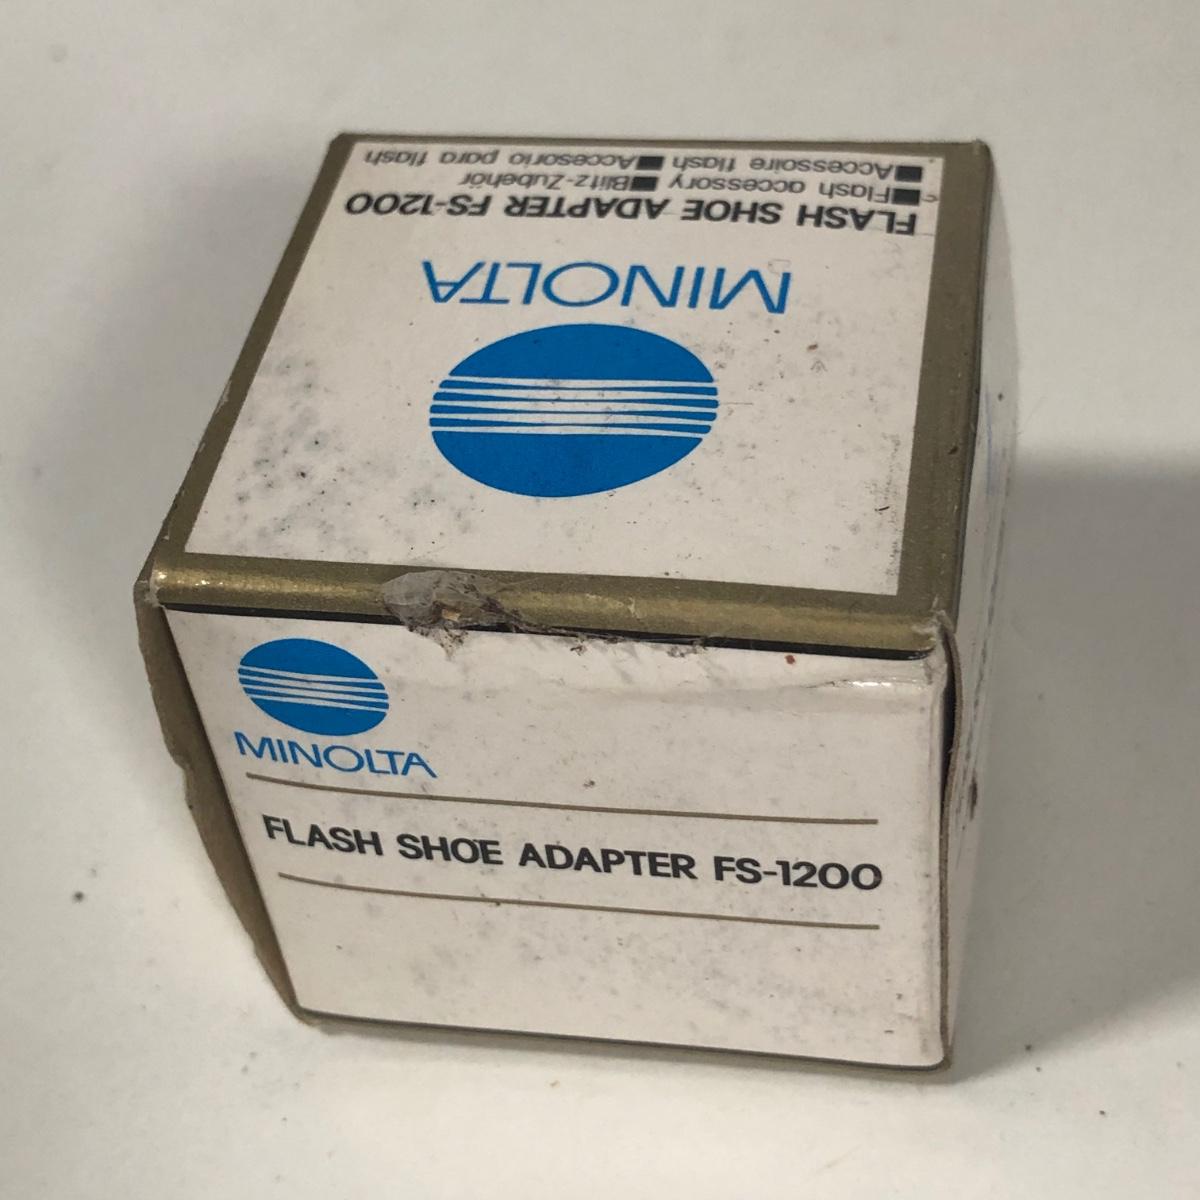 MINOLTA
FLASH SHOE ADAPTER FS-1200
■Flash accessory ■Blitz-Zubehör
■Accessoire flash ■Accesorio para flash
MINOLTA
FLASH SHOE ADAPTER FS-1200